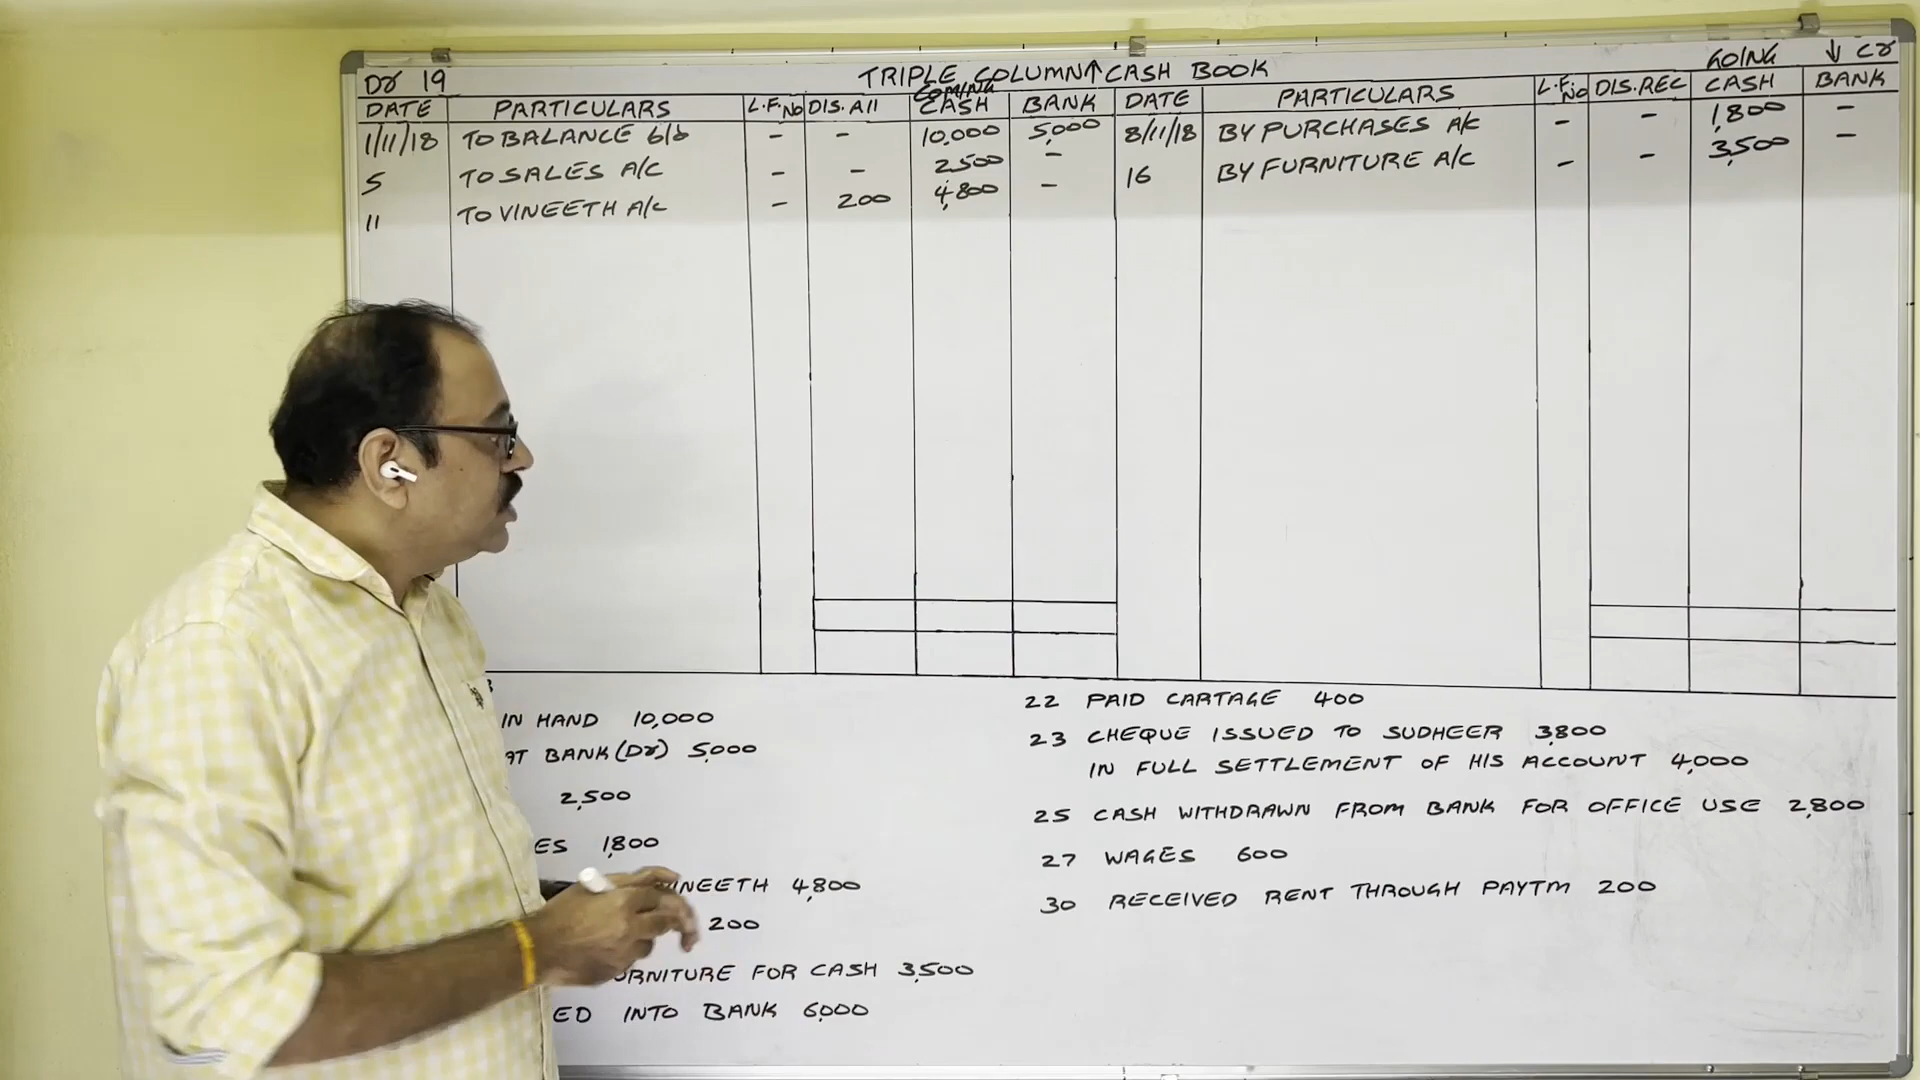 Dr 19 TRIPLE COLUMN↑ CASH BOOK GOING ↓ Cr
COMING
DATE PARTICULARS L.F.No DIS.All CASH BANK DATE PARTICULARS L.F.No DIS.REC CASH BANK
1/11/18 TO BALANCE b/d - - 10,000 5,000 8/11/18 BY PURCHASES A/c - - 1,800 -
5 TO SALES A/C - - 2,500 - 16 BY FURNITURE A/C - - 3,500 -
11 TO VINEETH A/C - 200 4,800 -
IN HAND 10,000
AT BANK (Dr) 5,000
2,500
ES 1,800
VINEETH 4,800
200
URNITURE FOR CASH 3,500
ED INTO BANK 6,000
22 PAID CARTAGE 400
23 CHEQUE ISSUED TO SUDHEER 3,800
IN FULL SETTLEMENT OF HIS ACCOUNT 4,000
25 CASH WITHDRAWN FROM BANK FOR OFFICE USE 2,800
27 WAGES 600
30 RECEIVED RENT THROUGH PAYTM 200